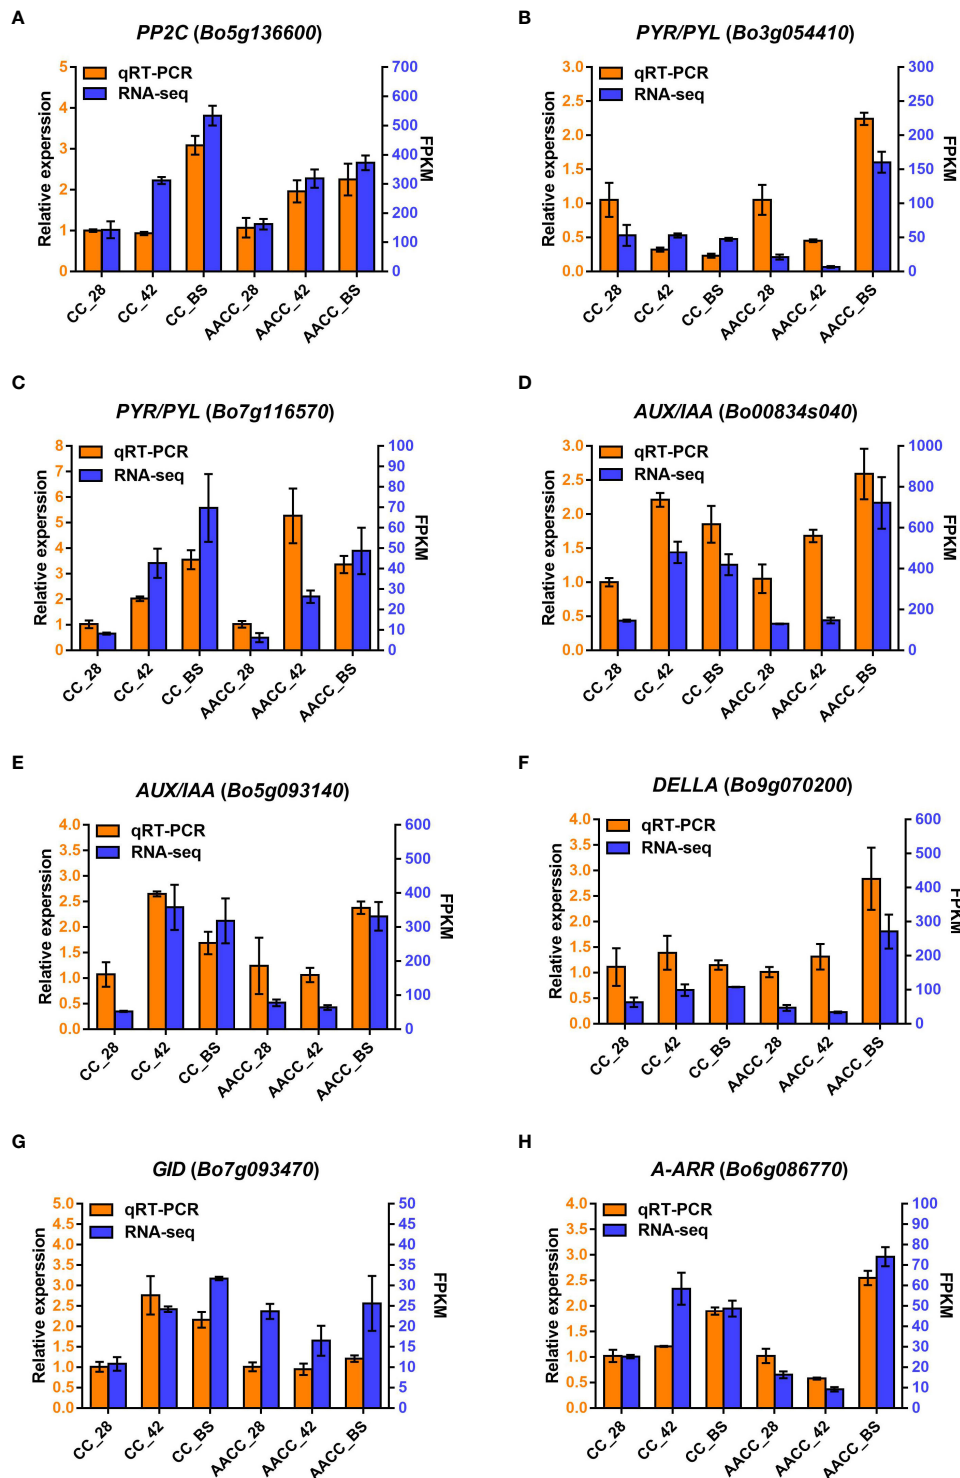 A
PP2C (Bo5g136600)
qRT-PCR
RNA-seq
Relative experssion
5
4
3
2
1
0
700
600
500
400
300
200
100
0
FPKM
CC_28
CC_42
CC_BS
AACC_28
AACC_42
AACC_BS
B
PYR/PYL (Bo3g054410)
qRT-PCR
RNA-seq
Relative experssion
3.0
2.5
2.0
1.5
1.0
0.5
0.0
300
250
200
150
100
50
0
FPKM
CC_28
CC_42
CC_BS
AACC_28
AACC_42
AACC_BS
C
PYR/PYL (Bo7g116570)
qRT-PCR
RNA-seq
Relative experssion
8
7
6
5
4
3
2
1
0
100
90
80
70
60
50
40
30
20
10
0
FPKM
CC_28
CC_42
CC_BS
AACC_28
AACC_42
AACC_BS
D
AUX/IAA (Bo00834s040)
qRT-PCR
RNA-seq
Relative experssion
3.0
2.5
2.0
1.5
1.0
0.5
0.0
1000
800
600
400
200
0
FPKM
CC_28
CC_42
CC_BS
AACC_28
AACC_42
AACC_BS
E
AUX/IAA (Bo5g093140)
qRT-PCR
RNA-seq
Relative experssion
4.0
3.5
3.0
2.5
2.0
1.5
1.0
0.5
0.0
600
500
400
300
200
100
0
FPKM
CC_28
CC_42
CC_BS
AACC_28
AACC_42
AACC_BS
F
DELLA (Bo9g070200)
qRT-PCR
RNA-seq
Relative experssion
4.0
3.5
3.0
2.5
2.0
1.5
1.0
0.5
0.0
600
500
400
300
200
100
0
FPKM
CC_28
CC_42
CC_BS
AACC_28
AACC_42
AACC_BS
G
GID (Bo7g093470)
qRT-PCR
RNA-seq
Relative experssion
5.0
4.5
4.0
3.5
3.0
2.5
2.0
1.5
1.0
0.5
0.0
50
45
40
35
30
25
20
15
10
5
0
FPKM
CC_28
CC_42
CC_BS
AACC_28
AACC_42
AACC_BS
H
A-ARR (Bo6g086770)
qRT-PCR
RNA-seq
Relative experssion
4.0
3.5
3.0
2.5
2.0
1.5
1.0
0.5
0.0
100
90
80
70
60
50
40
30
20
10
0
FPKM
CC_28
CC_42
CC_BS
AACC_28
AACC_42
AACC_BS